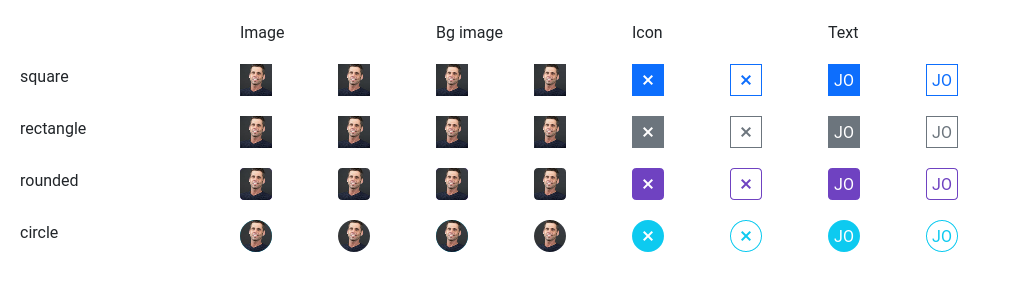 Image Bg image Icon Text
square JO JO
rectangle JO JO
rounded JO JO
circle JO JO